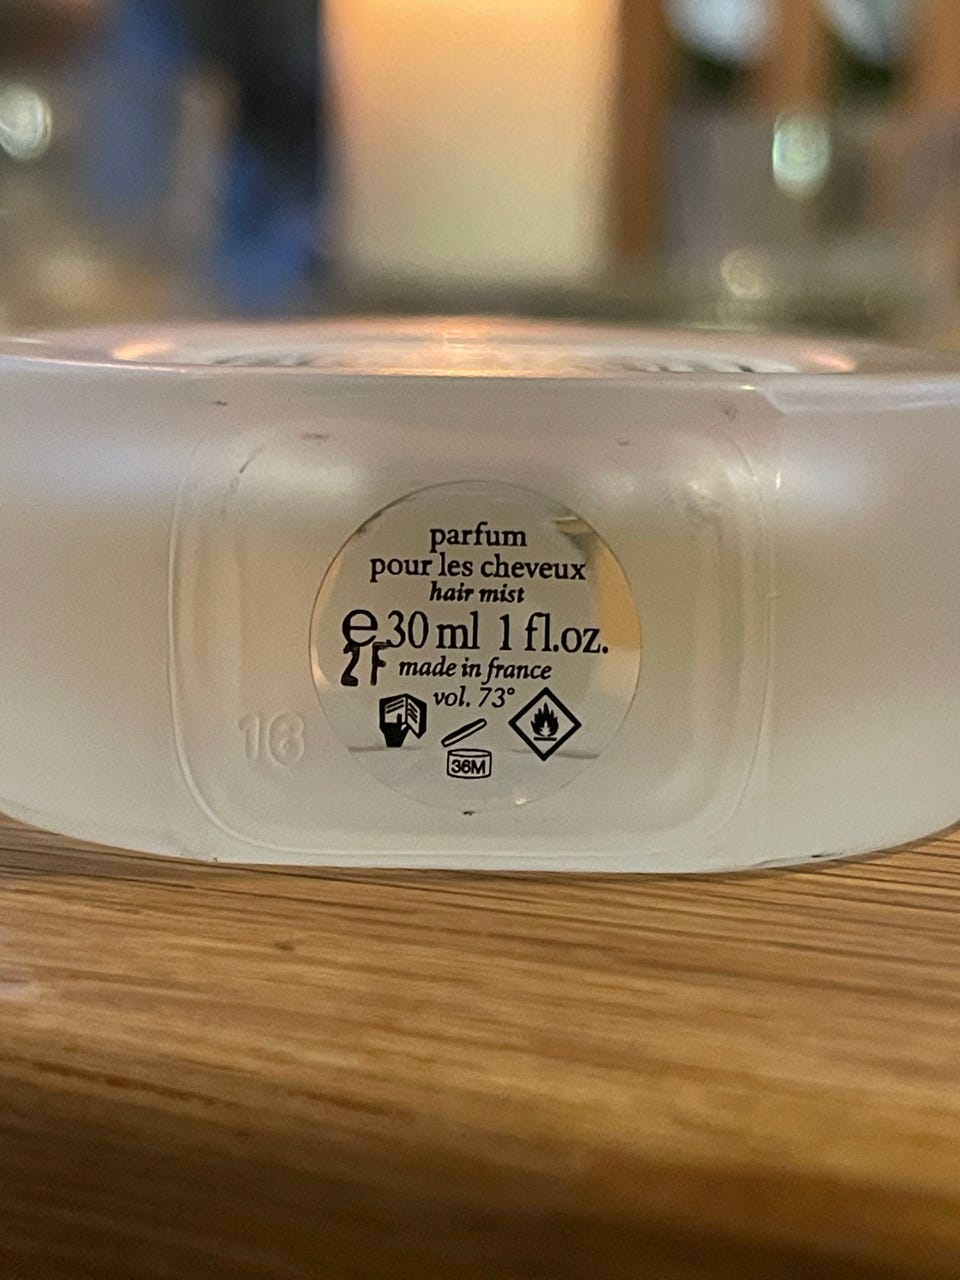 parfum
pour les cheveux
hair mist
℮ 30 ml 1 fl.oz.
2F made in france
vol. 73°
36M
16